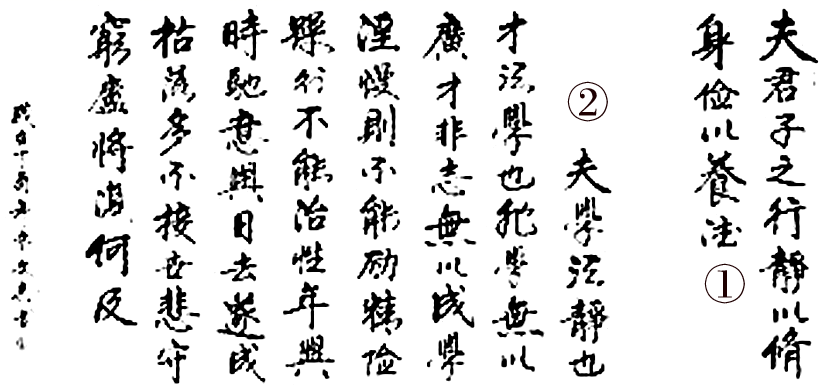 夫君子之行靜以脩
身儉以養德 ①
② 夫學須靜也
才須學也非學無以
廣才非志無以成學
淫慢則不能勵精險
躁則不能治性年與
時馳意與日去遂成
枯落多不接世悲守
窮廬將復何及